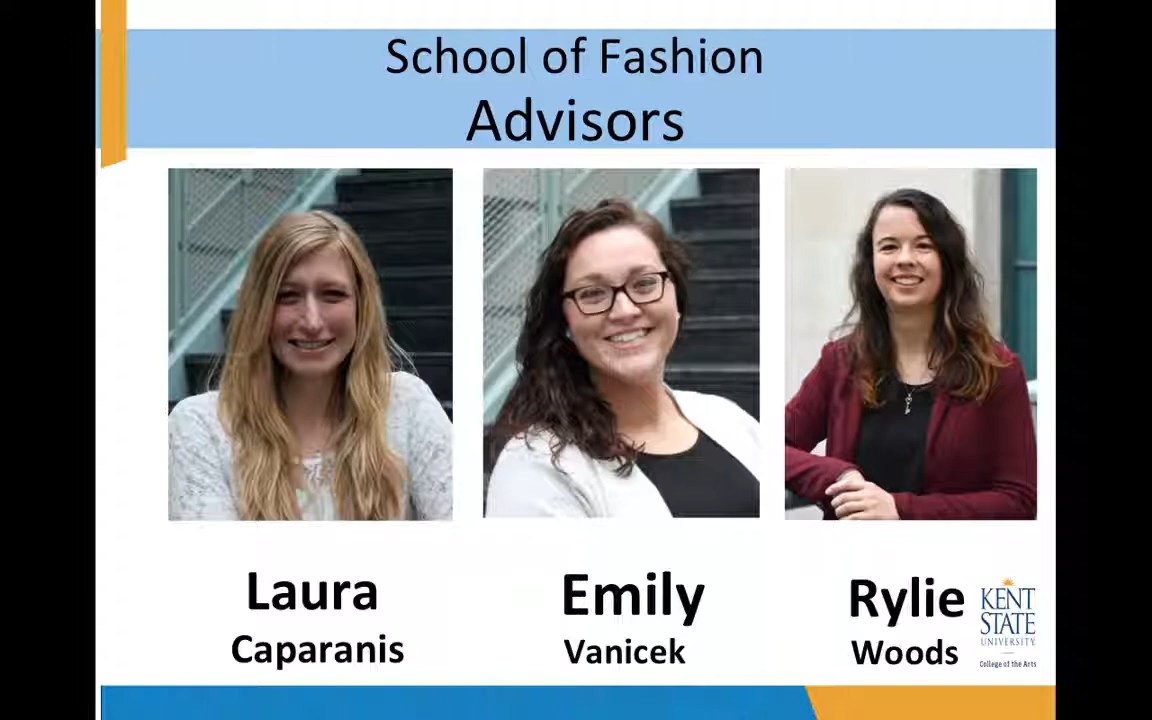 School of Fashion
Advisors
Laura
Caparanis
Emily
Vanicek
Rylie
Woods
KENT
STATE
UNIVERSITY
College of the Arts